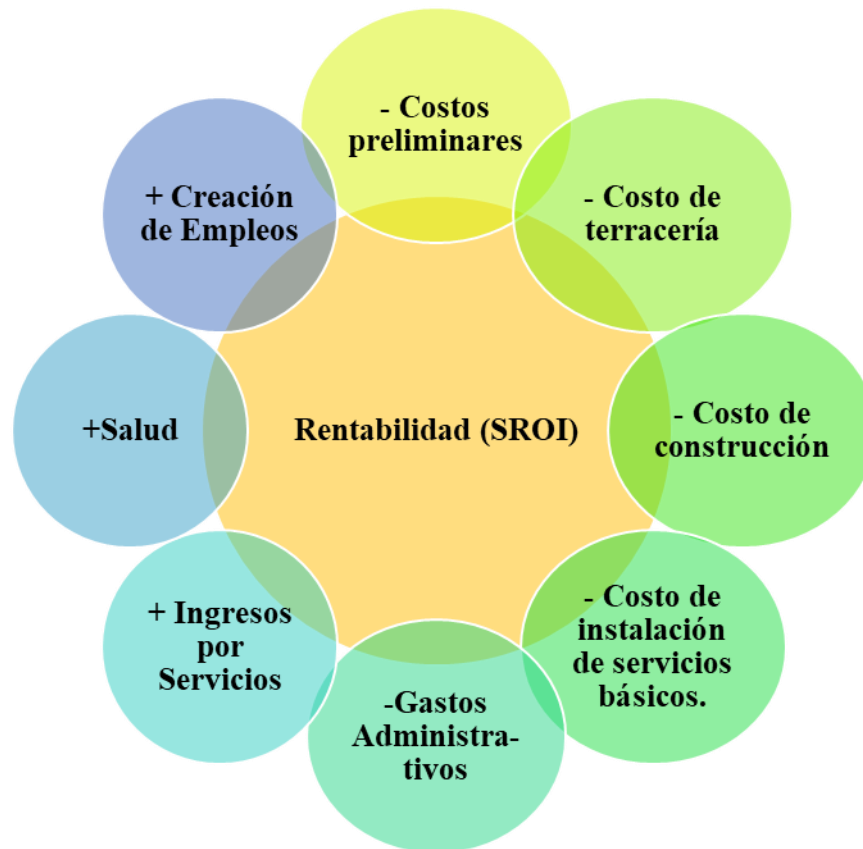 - Costos
preliminares
- Costo de
terracería
- Costo de
construcción
- Costo de
instalación
de servicios
básicos.
-Gastos
Administra-
tivos
+ Ingresos
por
Servicios
+Salud
+ Creación
de Empleos
Rentabilidad (SROI)